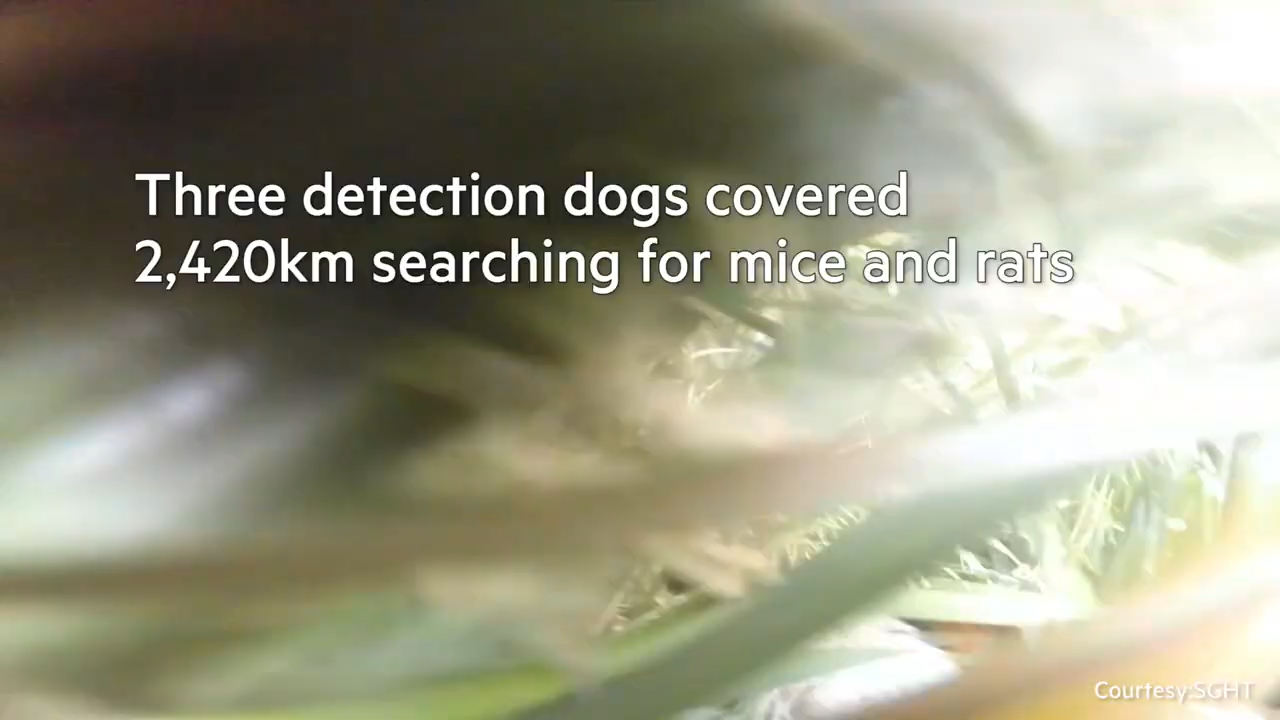 Three detection dogs covered
2,420km searching for mice and rats
Courtesy:SGHT